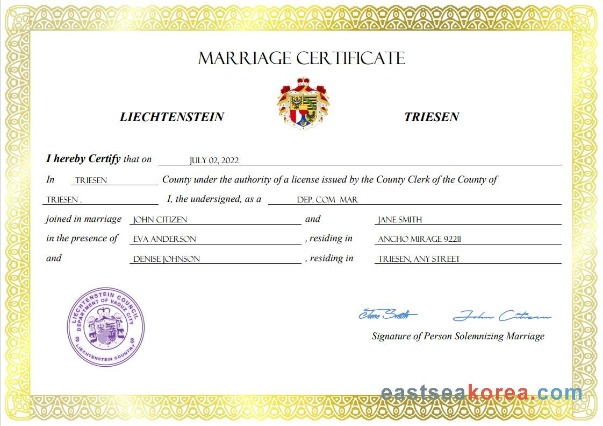 MARRIAGE CERTIFICATE
LIECHTENSTEIN TRIESEN
I hereby Certify that on JULY 02, 2022
In TRIESEN County under the authority of a license issued by the County Clerk of the County of
TRIESEN . I, the undersigned, as a DEP. COM MAR
joined in marriage JOHN CITIZEN and JANE SMITH
in the presence of EVA ANDERSON , residing in ANCHO MIRAGE 92211
and DENISE JOHNSON , residing in TRIESEN, ANY STREET
LIECHTENSTEIN COUNCIL
DEPARTMENT OF VADUZ CITY
LIECHTENSTEIN COUNTRY
Jane Smith John Citizen
Signature of Person Solemnizing Marriage
eastseakorea.com